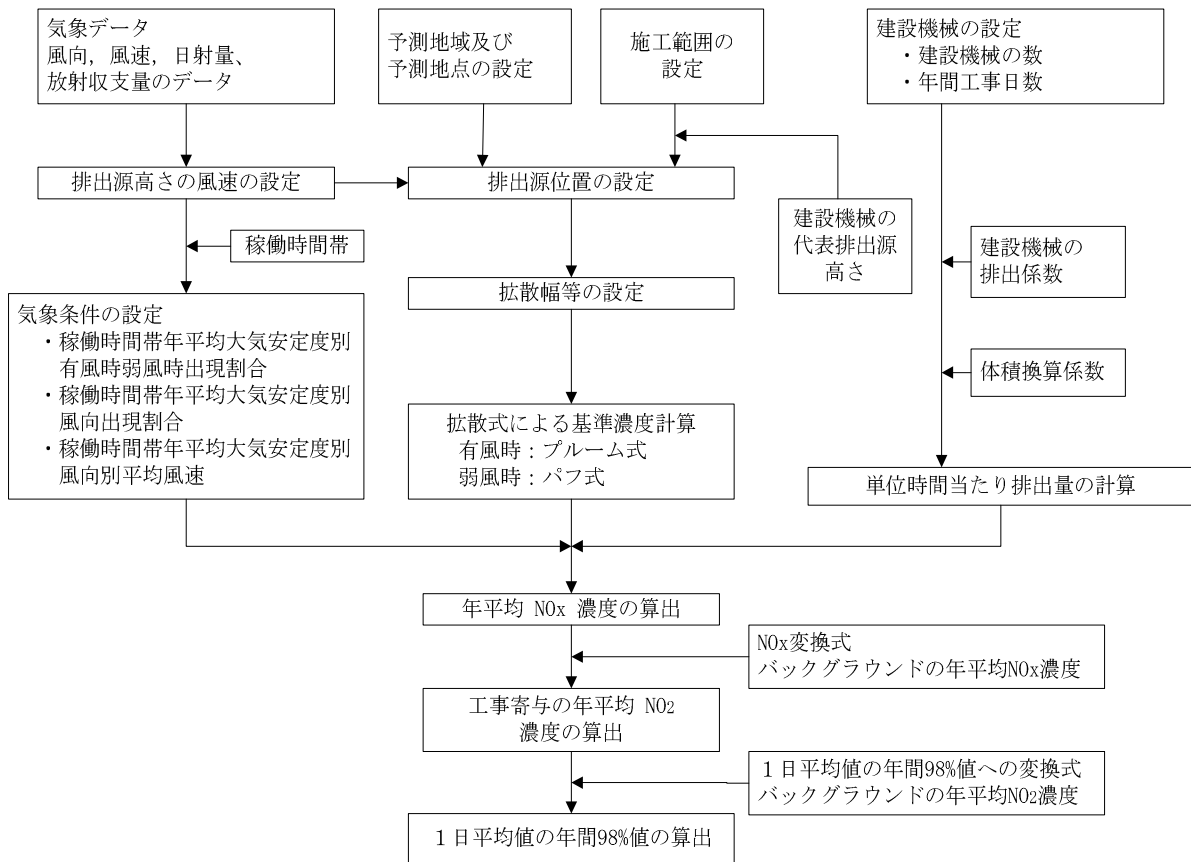 気象データ
風向，風速，日射量、
放射収支量のデータ
予測地域及び
予測地点の設定
施工範囲の
設定
建設機械の設定
・建設機械の数
・年間工事日数
排出源高さの風速の設定
排出源位置の設定
稼働時間帯
建設機械の
代表排出源
高さ
建設機械の
排出係数
拡散幅等の設定
気象条件の設定
・稼働時間帯年平均大気安定度別
有風時弱風時出現割合
・稼働時間帯年平均大気安定度別
風向出現割合
・稼働時間帯年平均大気安定度別
風向別平均風速
体積換算係数
拡散式による基準濃度計算
有風時：プルーム式
弱風時：パフ式
単位時間当たり排出量の計算
年平均 NOx 濃度の算出
NOx変換式
バックグラウンドの年平均NOx濃度
工事寄与の年平均 NO2
濃度の算出
１日平均値の年間98%値への変換式
バックグラウンドの年平均NO2濃度
１日平均値の年間98%値の算出